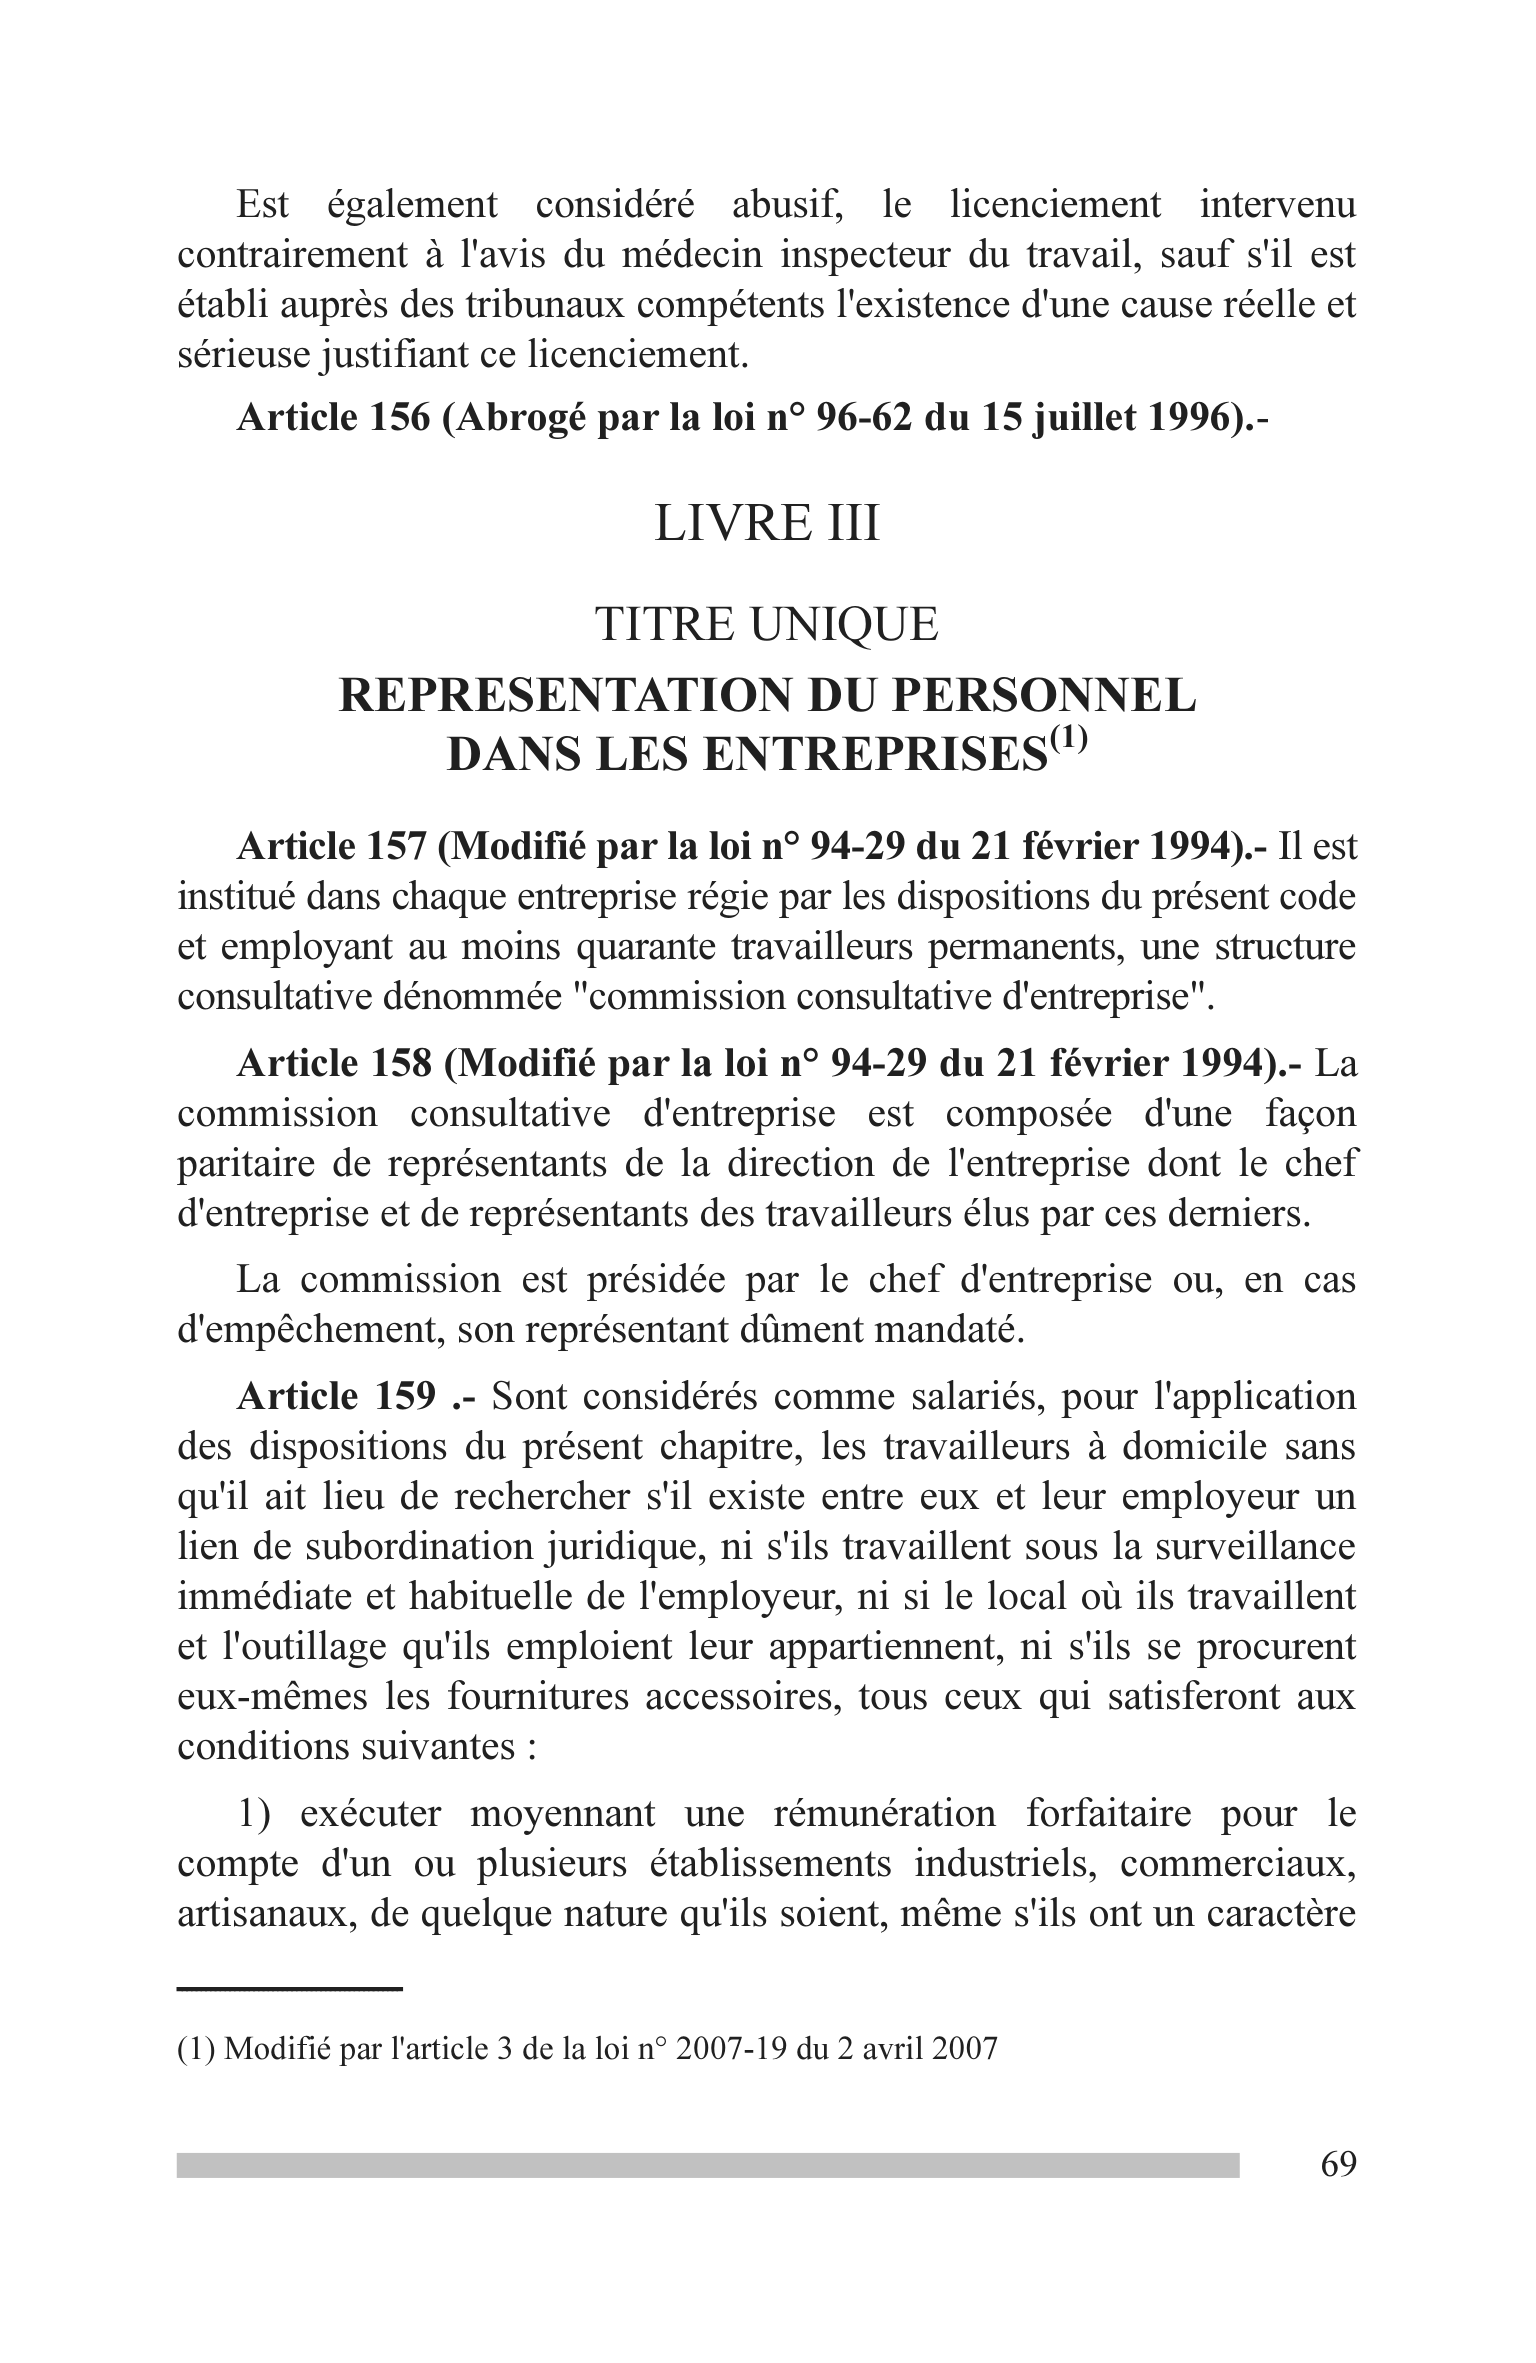 Est également considéré abusif, le licenciement intervenu
contrairement à l'avis du médecin inspecteur du travail, sauf s'il est
établi auprès des tribunaux compétents l'existence d'une cause réelle et
sérieuse justifiant ce licenciement.
Article 156 (Abrogé par la loi n° 96-62 du 15 juillet 1996).-
LIVRE III
TITRE UNIQUE
REPRESENTATION DU PERSONNEL
DANS LES ENTREPRISES(1)
Article 157 (Modifié par la loi n° 94-29 du 21 février 1994).- Il est
institué dans chaque entreprise régie par les dispositions du présent code
et employant au moins quarante travailleurs permanents, une structure
consultative dénommée "commission consultative d'entreprise".
Article 158 (Modifié par la loi n° 94-29 du 21 février 1994).- La
commission consultative d'entreprise est composée d'une façon
paritaire de représentants de la direction de l'entreprise dont le chef
d'entreprise et de représentants des travailleurs élus par ces derniers.
La commission est présidée par le chef d'entreprise ou, en cas
d'empêchement, son représentant dûment mandaté.
Article 159 .- Sont considérés comme salariés, pour l'application
des dispositions du présent chapitre, les travailleurs à domicile sans
qu'il ait lieu de rechercher s'il existe entre eux et leur employeur un
lien de subordination juridique, ni s'ils travaillent sous la surveillance
immédiate et habituelle de l'employeur, ni si le local où ils travaillent
et l'outillage qu'ils emploient leur appartiennent, ni s'ils se procurent
eux-mêmes les fournitures accessoires, tous ceux qui satisferont aux
conditions suivantes :
1) exécuter moyennant une rémunération forfaitaire pour le
compte d'un ou plusieurs établissements industriels, commerciaux,
artisanaux, de quelque nature qu'ils soient, même s'ils ont un caractère
(1) Modifié par l'article 3 de la loi n° 2007-19 du 2 avril 2007
69